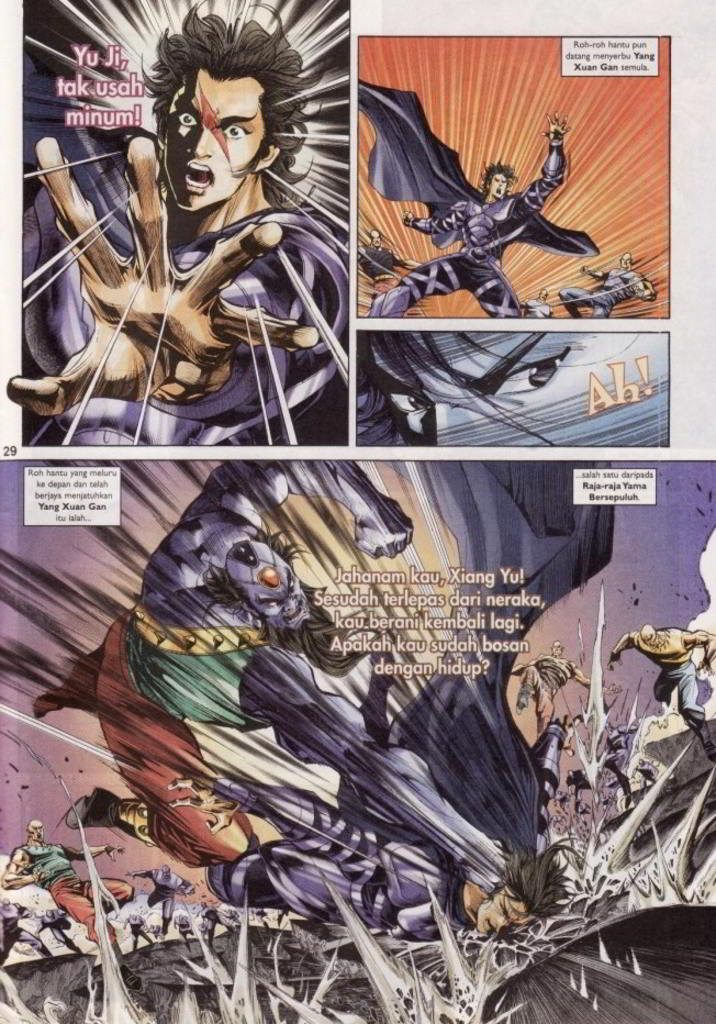 Yu Ji,
tak usah
minum!
Roh-roh hantu pun
datang menyerbu Yang
Xuan Gan semula.
Ah!
29
Roh hantu yang meluru
ke depan dan telah
berjaya menjatuhkan
Yang Xuan Gan
itu ialah...
...salah satu daripada
Raja-raja Yama
Bersepuluh.
Jahanam kau, Xiang Yu!
Sesudah terlepas dari neraka,
kau berani kembali lagi.
Apakah kau sudah bosan
dengan hidup?